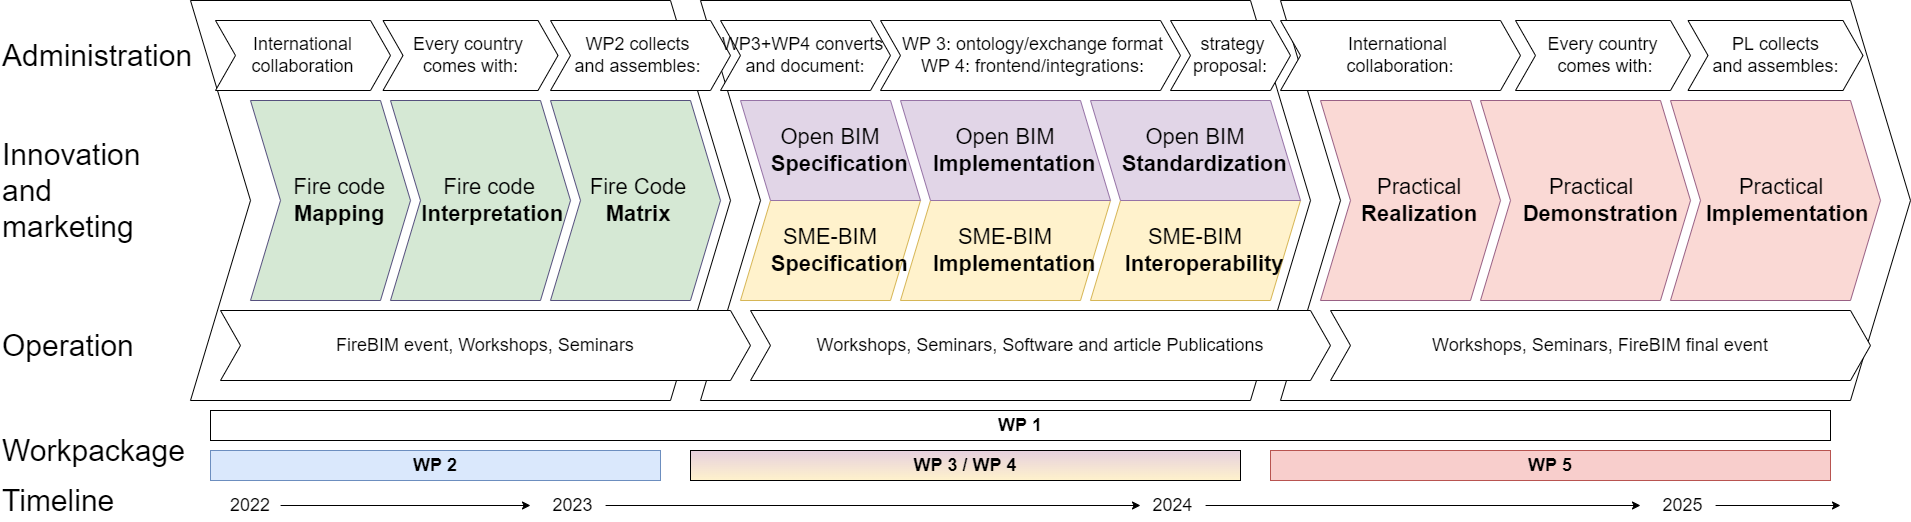 Administration
International
collaboration
Every country
comes with:
WP2 collects
and assembles:
WP3+WP4 converts
and document:
WP 3: ontology/exchange format
WP 4: frontend/integrations:
strategy
proposal:
International
collaboration:
Every country
comes with:
PL collects
and assembles:
Innovation
and
marketing
Fire code
Mapping
Fire code
Interpretation
Fire Code
Matrix
Open BIM
Specification
Open BIM
Implementation
Open BIM
Standardization
SME-BIM
Specification
SME-BIM
Implementation
SME-BIM
Interoperability
Practical
Realization
Practical
Demonstration
Practical
Implementation
Operation
FireBIM event, Workshops, Seminars
Workshops, Seminars, Software and article Publications
Workshops, Seminars, FireBIM final event
Workpackage
WP 1
WP 2
WP 3 / WP 4
WP 5
Timeline
2022
2023
2024
2025